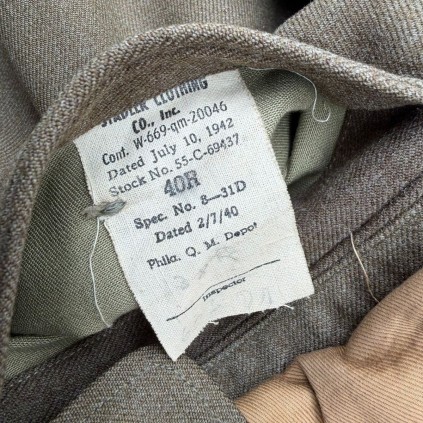 STADLER CLOTHING
CO., Inc.
Cont. W-669-qm-20046
Dated July 10, 1942
Stock No. 55-C-69437
40R
Spec. No. 8—31D
Dated 2/7/40
Phila. Q. M. Depot
Inspector